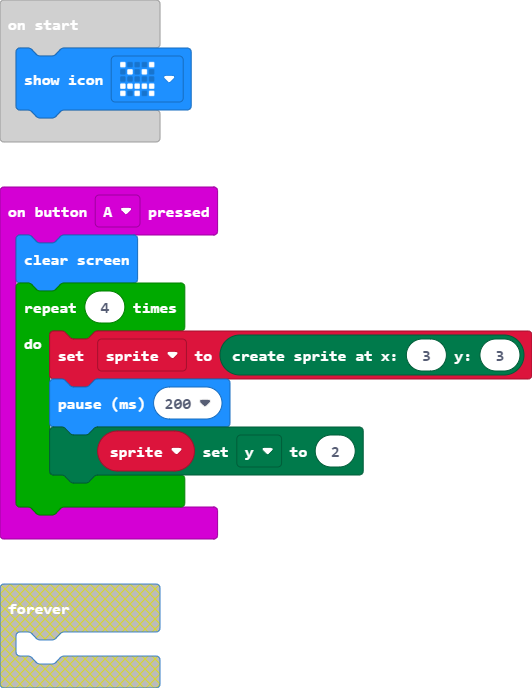 on start
show icon
on button A pressed
clear screen
repeat 4 times
do
set sprite to create sprite at x: 3 y: 3
pause (ms) 200
sprite set y to 2
forever